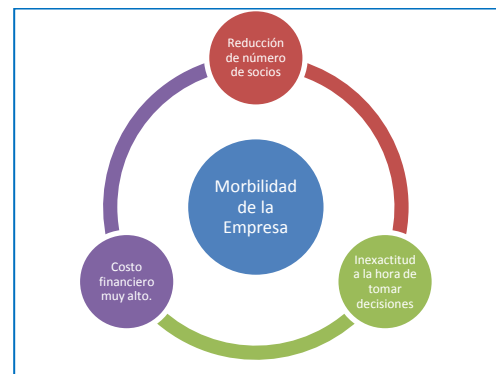 Reducción
de número
de socios
Morbilidad
de la
Empresa
Costo
financiero
muy alto.
Inexactitud
a la hora de
tomar
decisiones